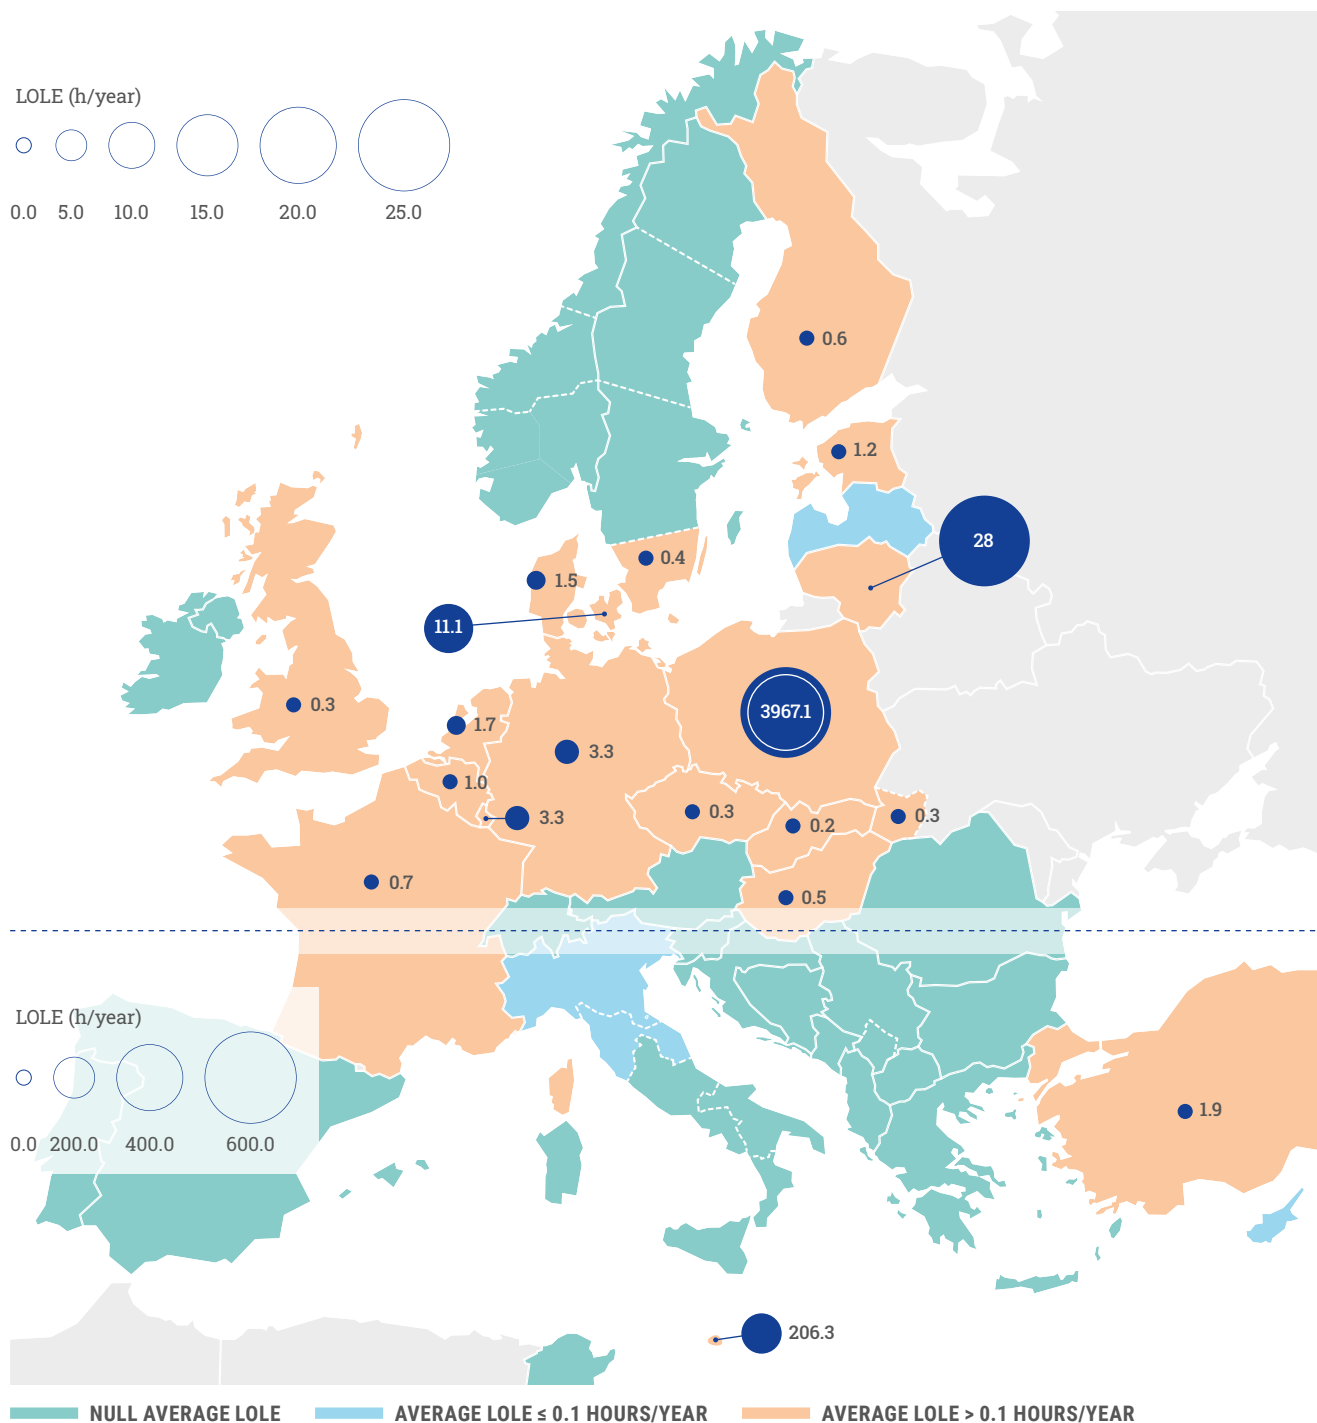 LOLE (h/year)
0.0 5.0 10.0 15.0 20.0 25.0
0.6
1.2
28
0.4
1.5
11.1
0.3
3967.1
1.7
3.3
1.0
0.3
0.3
3.3
0.2
0.7
0.5
LOLE (h/year)
0.0 200.0 400.0 600.0
1.9
206.3
NULL AVERAGE LOLE
AVERAGE LOLE ≤ 0.1 HOURS/YEAR
AVERAGE LOLE > 0.1 HOURS/YEAR